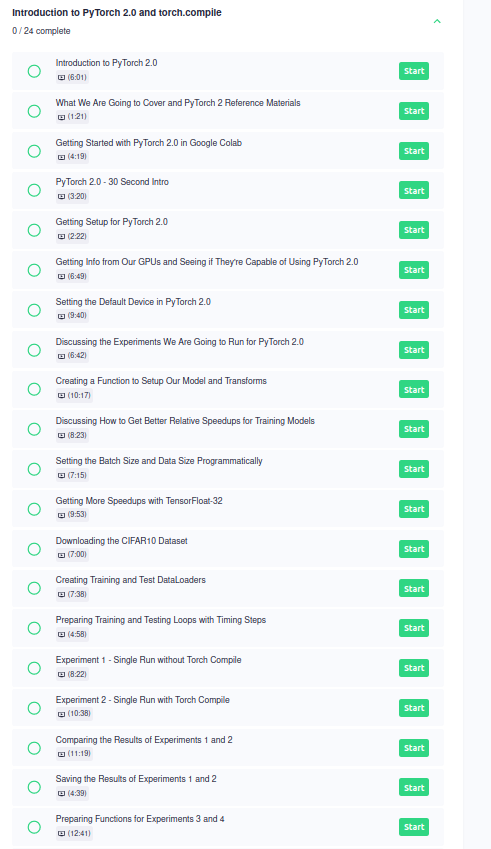 Introduction to PyTorch 2.0 and torch.compile
0 / 24 complete
Introduction to PyTorch 2.0
(6:01)
Start
What We Are Going to Cover and PyTorch 2 Reference Materials
(1:21)
Start
Getting Started with PyTorch 2.0 in Google Colab
(4:19)
Start
PyTorch 2.0 - 30 Second Intro
(3:20)
Start
Getting Setup for PyTorch 2.0
(2:22)
Start
Getting Info from Our GPUs and Seeing if They're Capable of Using PyTorch 2.0
(6:49)
Start
Setting the Default Device in PyTorch 2.0
(9:40)
Start
Discussing the Experiments We Are Going to Run for PyTorch 2.0
(6:42)
Start
Creating a Function to Setup Our Model and Transforms
(10:17)
Start
Discussing How to Get Better Relative Speedups for Training Models
(8:23)
Start
Setting the Batch Size and Data Size Programmatically
(7:15)
Start
Getting More Speedups with TensorFloat-32
(9:53)
Start
Downloading the CIFAR10 Dataset
(7:00)
Start
Creating Training and Test DataLoaders
(7:38)
Start
Preparing Training and Testing Loops with Timing Steps
(4:58)
Start
Experiment 1 - Single Run without Torch Compile
(8:22)
Start
Experiment 2 - Single Run with Torch Compile
(10:38)
Start
Comparing the Results of Experiments 1 and 2
(11:19)
Start
Saving the Results of Experiments 1 and 2
(4:39)
Start
Preparing Functions for Experiments 3 and 4
(12:41)
Start